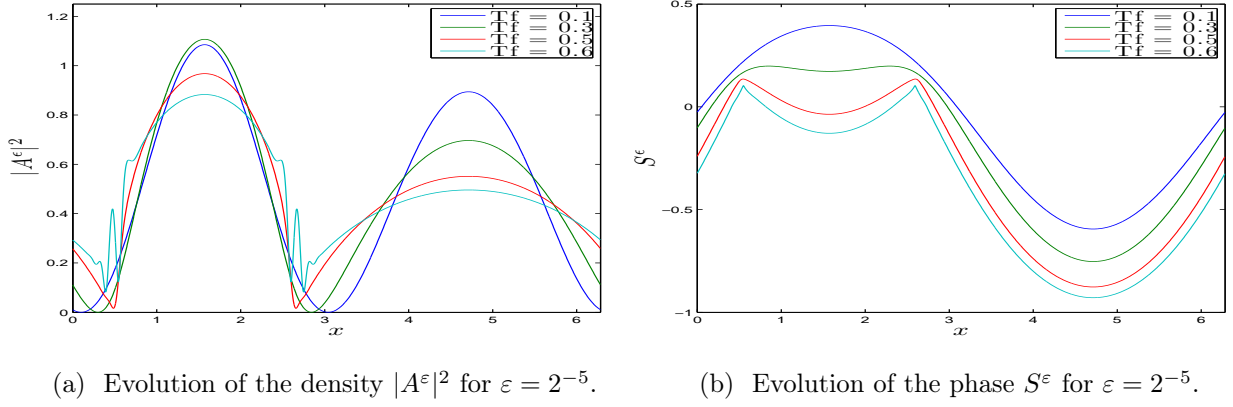 1.2
1
0.8
0.6
0.4
0.2
0
0 1 2 3 4 5 6
x
|A^ϵ|^2
Tf = 0.1
Tf = 0.3
Tf = 0.5
Tf = 0.6
0.5
0
−0.5
−1
0 1 2 3 4 5 6
x
S^ϵ
Tf = 0.1
Tf = 0.3
Tf = 0.5
Tf = 0.6
(a) Evolution of the density |A^ε|^2 for ε = 2^{−5}.
(b) Evolution of the phase S^ε for ε = 2^{−5}.